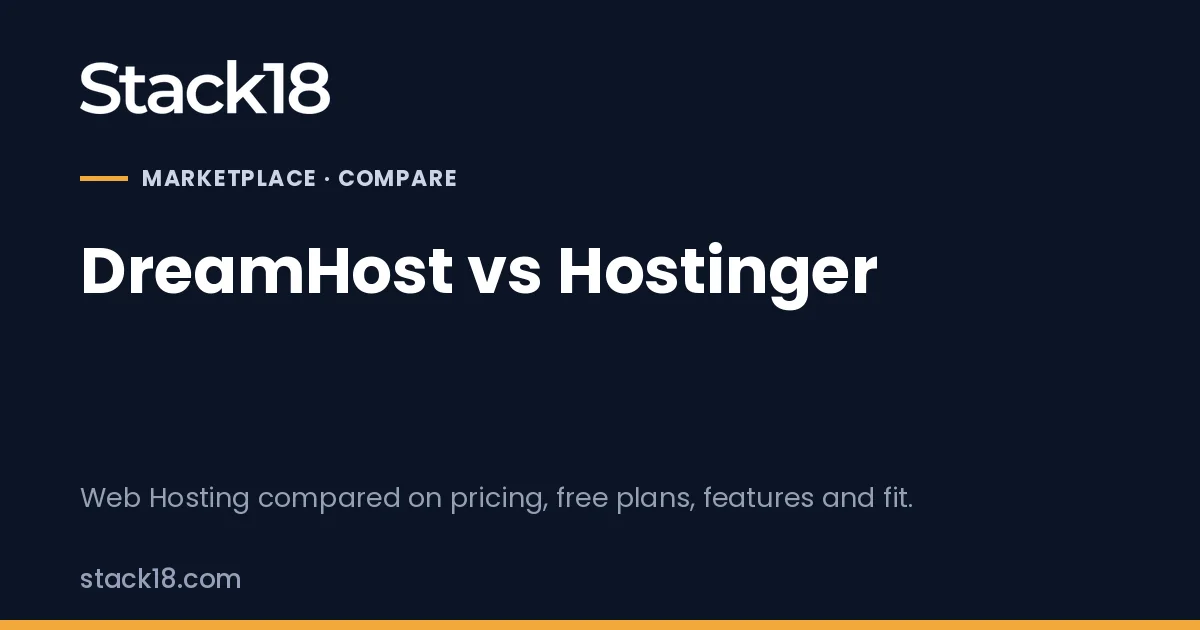 Stack18
MARKETPLACE · COMPARE
DreamHost vs Hostinger
Web Hosting compared on pricing, free plans, features and fit.
stack18.com